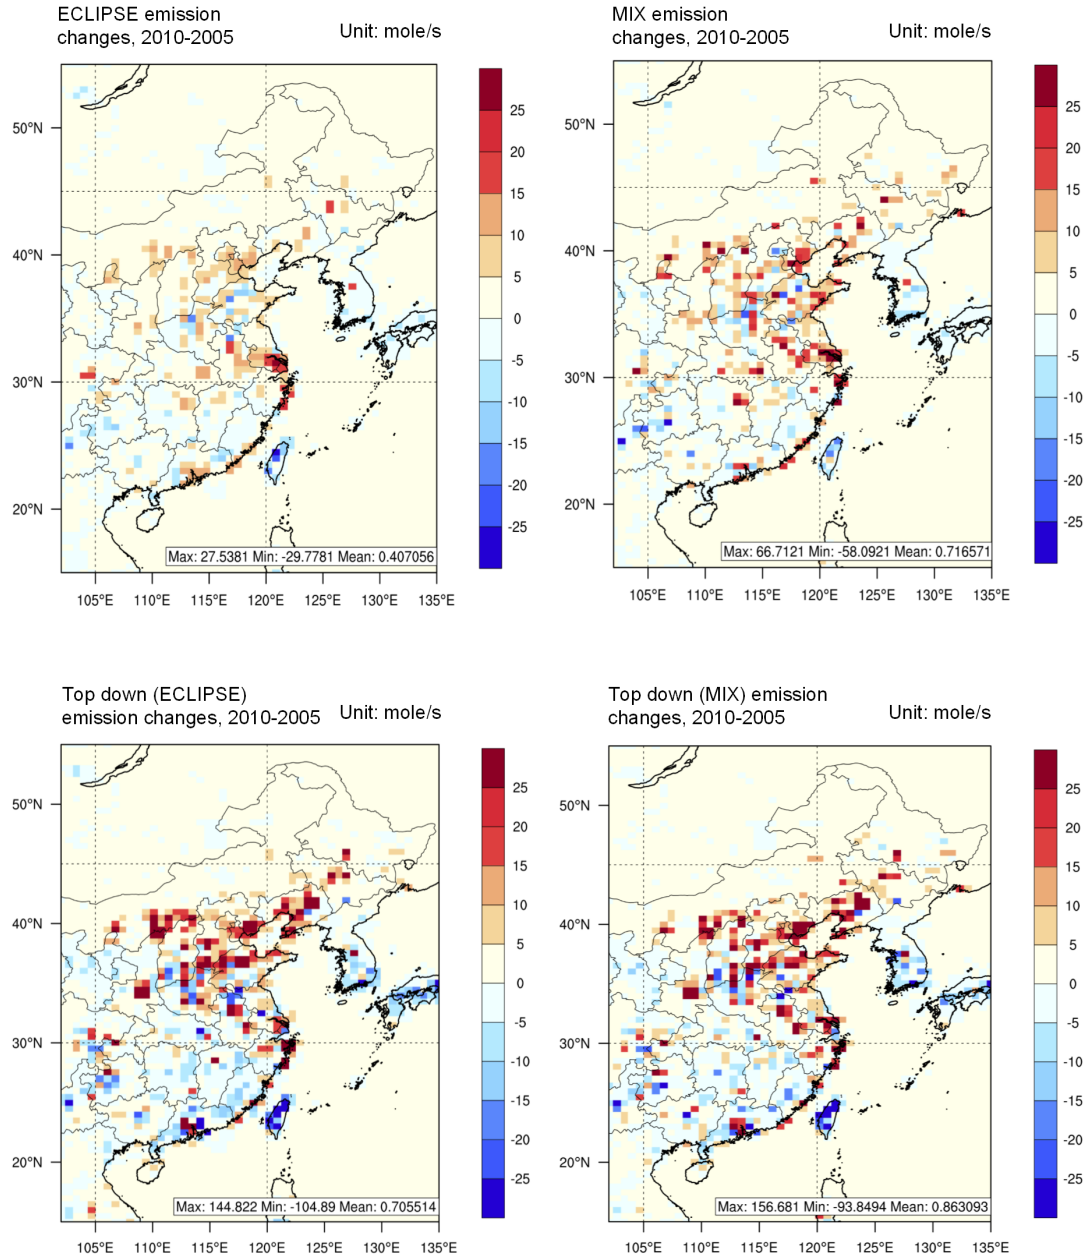 ECLIPSE emission
changes, 2010-2005
Unit: mole/s
50°N
40°N
30°N
20°N
105°E 110°E 115°E 120°E 125°E 130°E 135°E
25
20
15
10
5
0
-5
-10
-15
-20
-25
Max: 27.5381 Min: -29.7781 Mean: 0.407056
MIX emission
changes, 2010-2005
Unit: mole/s
50°N
40°N
30°N
20°N
105°E 110°E 115°E 120°E 125°E 130°E 135°E
25
20
15
10
5
0
-5
-10
-15
-20
-25
Max: 66.7121 Min: -58.0921 Mean: 0.716571
Top down (ECLIPSE)
emission changes, 2010-2005
Unit: mole/s
50°N
40°N
30°N
20°N
105°E 110°E 115°E 120°E 125°E 130°E 135°E
25
20
15
10
5
0
-5
-10
-15
-20
-25
Max: 144.822 Min: -104.89 Mean: 0.705514
Top down (MIX) emission
changes, 2010-2005
Unit: mole/s
50°N
40°N
30°N
20°N
105°E 110°E 115°E 120°E 125°E 130°E 135°E
25
20
15
10
5
0
-5
-10
-15
-20
-25
Max: 156.681 Min: -93.8494 Mean: 0.863093